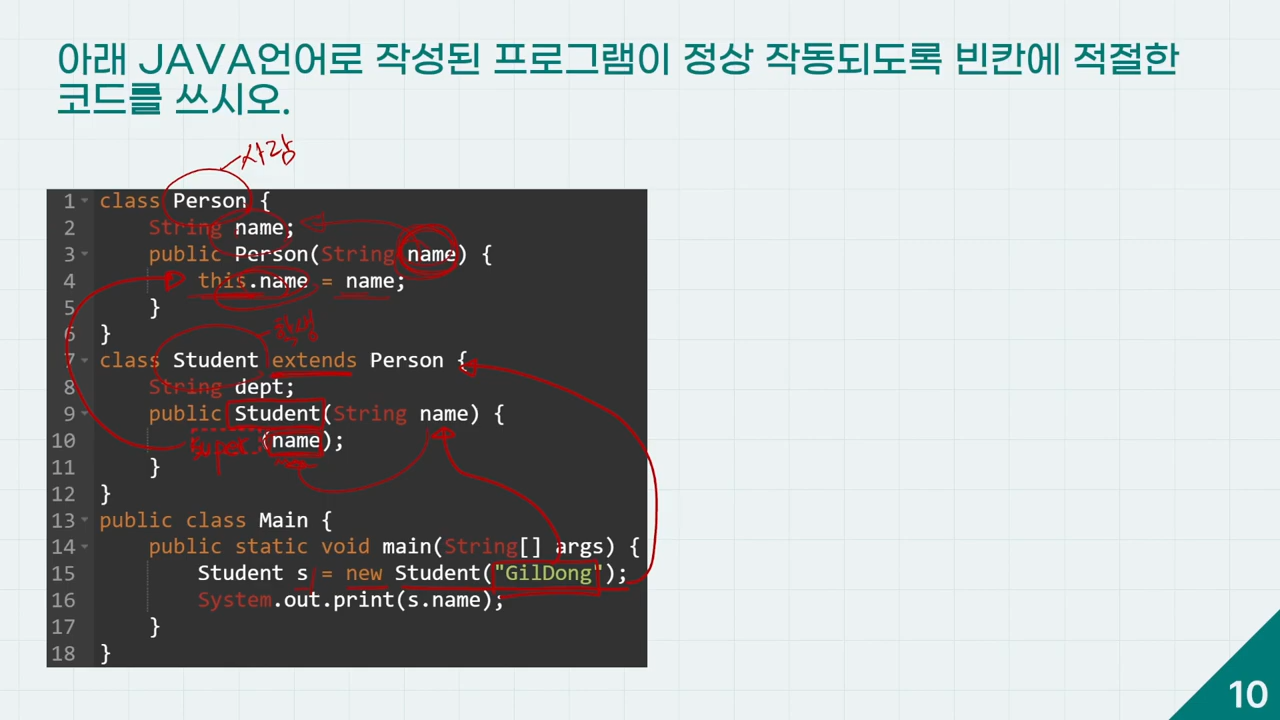 아래 JAVA언어로 작성된 프로그램이 정상 작동되도록 빈칸에 적절한
코드를 쓰시오.
사람
1 class Person {
2 String name;
3 public Person(String name) {
4 this.name = name;
5 }
6 }
학생
7 class Student extends Person {
8 String dept;
9 public Student(String name) {
10 super (name);
11 }
12 }
13 public class Main {
14 public static void main(String[] args) {
15 Student s = new Student("GilDong");
16 System.out.print(s.name);
17 }
18 }
10